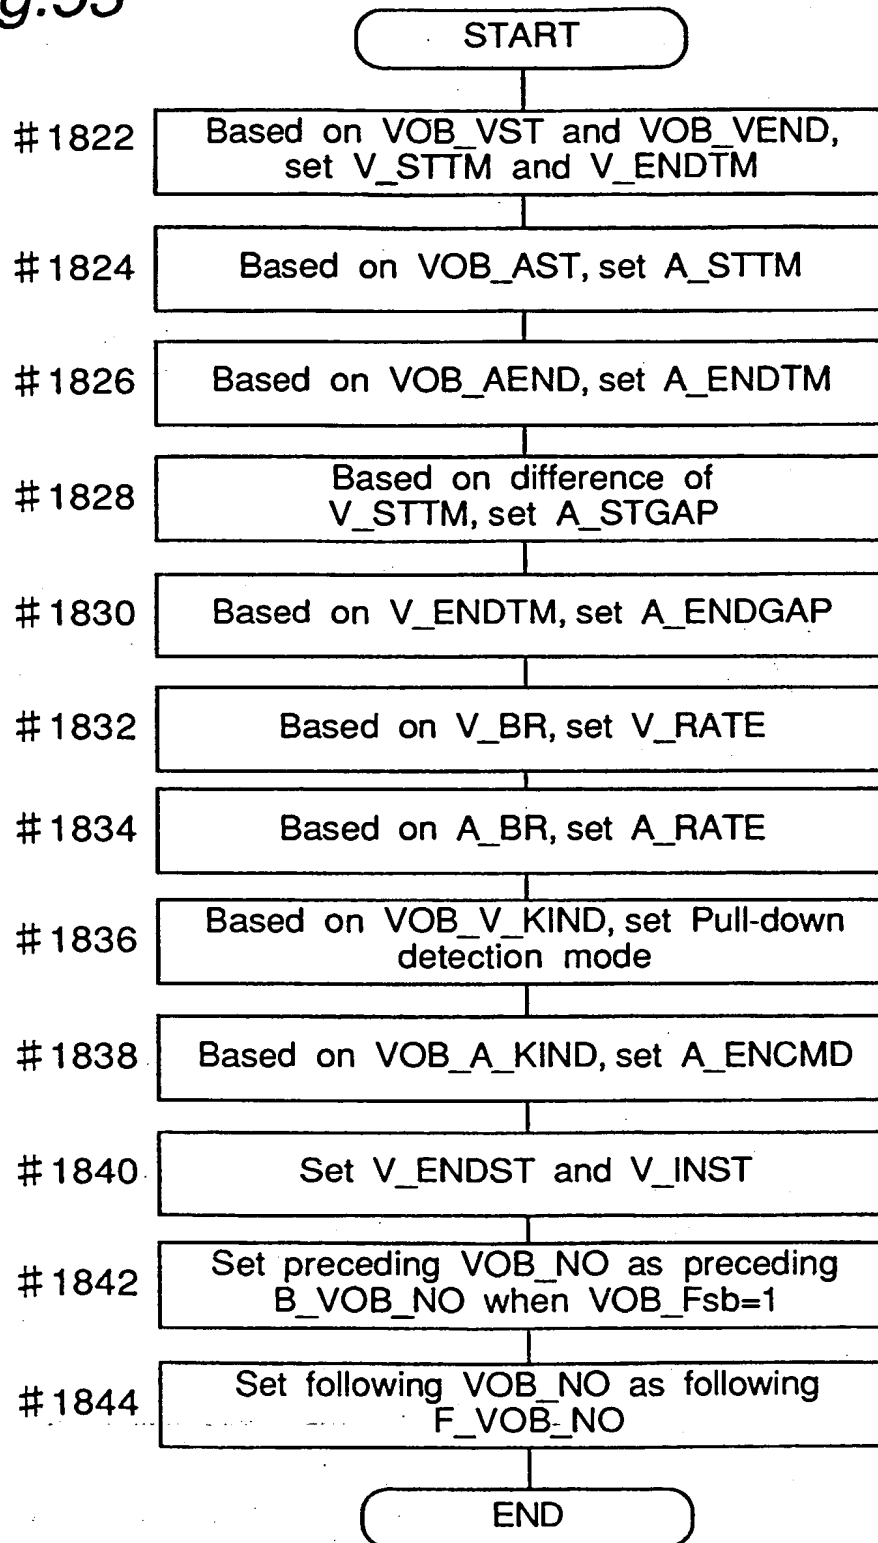 g.53
START
#1822
Based on VOB_VST and VOB_VEND,
set V_STTM and V_ENDTM
#1824
Based on VOB_AST, set A_STTM
#1826
Based on VOB_AEND, set A_ENDTM
#1828
Based on difference of
V_STTM, set A_STGAP
#1830
Based on V_ENDTM, set A_ENDGAP
#1832
Based on V_BR, set V_RATE
#1834
Based on A_BR, set A_RATE
#1836
Based on VOB_V_KIND, set Pull-down
detection mode
#1838
Based on VOB_A_KIND, set A_ENCMD
#1840
Set V_ENDST and V_INST
#1842
Set preceding VOB_NO as preceding
B_VOB_NO when VOB_Fsb=1
#1844
Set following VOB_NO as following
F_VOB_NO
END